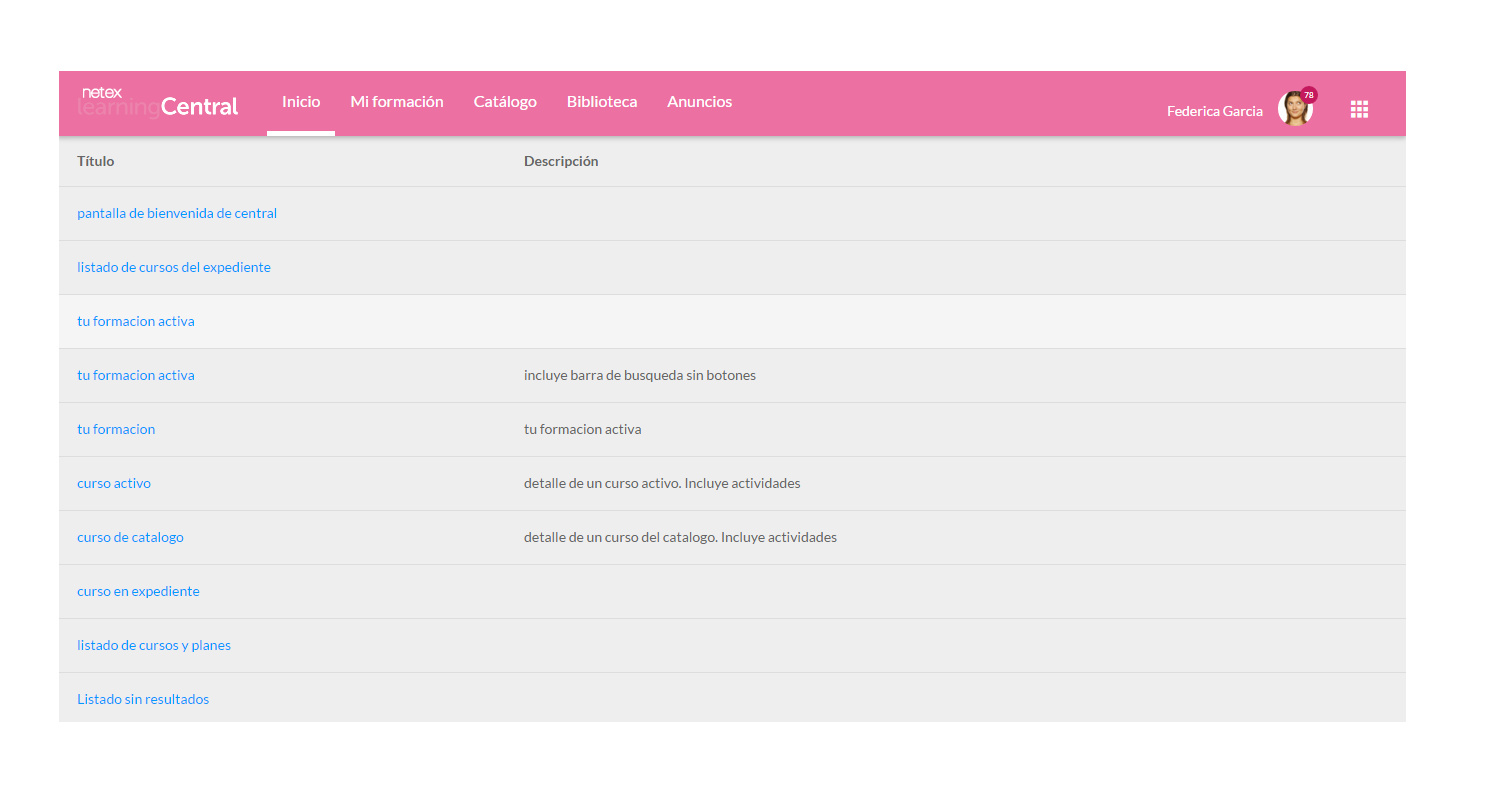 netex
learningCentral
Inicio Mi formación Catálogo Biblioteca Anuncios
Federica Garcia 78
Título Descripción
pantalla de bienvenida de central
listado de cursos del expediente
tu formacion activa
tu formacion activa incluye barra de busqueda sin botones
tu formacion tu formacion activa
curso activo detalle de un curso activo. Incluye actividades
curso de catalogo detalle de un curso del catalogo. Incluye actividades
curso en expediente
listado de cursos y planes
Listado sin resultados